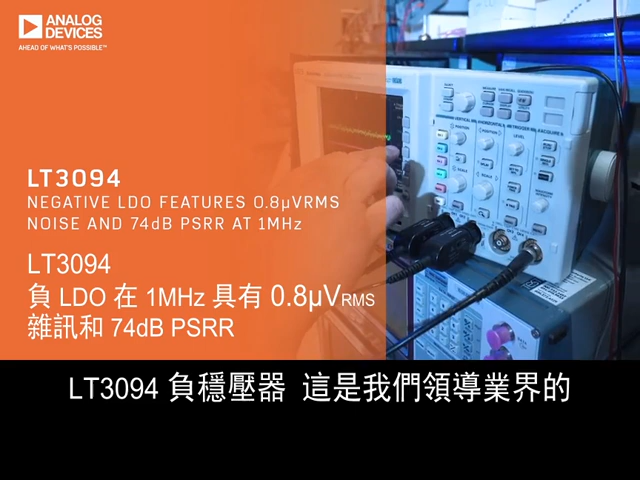 ANALOG
DEVICES
AHEAD OF WHAT'S POSSIBLE™
LT3094
NEGATIVE LDO FEATURES 0.8µVRMS
NOISE AND 74dB PSRR AT 1MHz
LT3094
負 LDO 在 1MHz 具有 0.8µVRMS
雜訊和 74dB PSRR
LT3094 負穩壓器 這是我們領導業界的